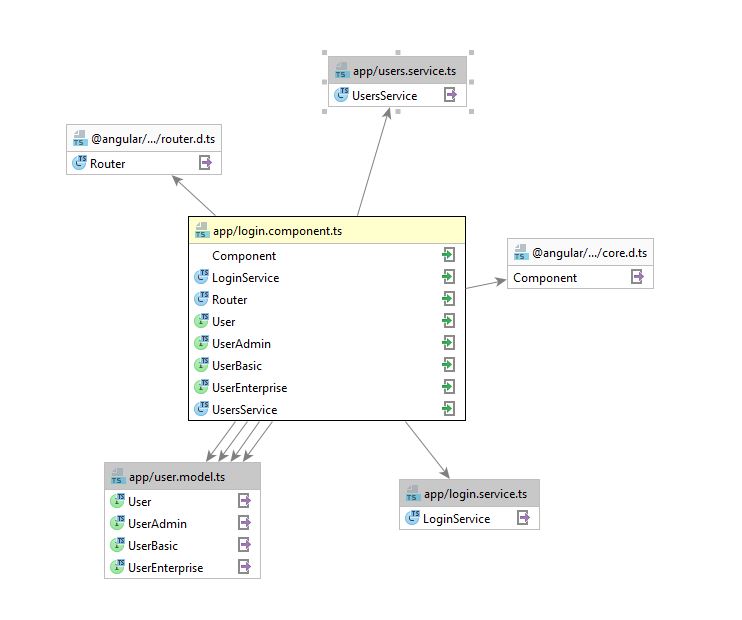 app/users.service.ts
UsersService
@angular/.../router.d.ts
Router
app/login.component.ts
Component
LoginService
Router
User
UserAdmin
UserBasic
UserEnterprise
UsersService
@angular/.../core.d.ts
Component
app/user.model.ts
User
UserAdmin
UserBasic
UserEnterprise
app/login.service.ts
LoginService